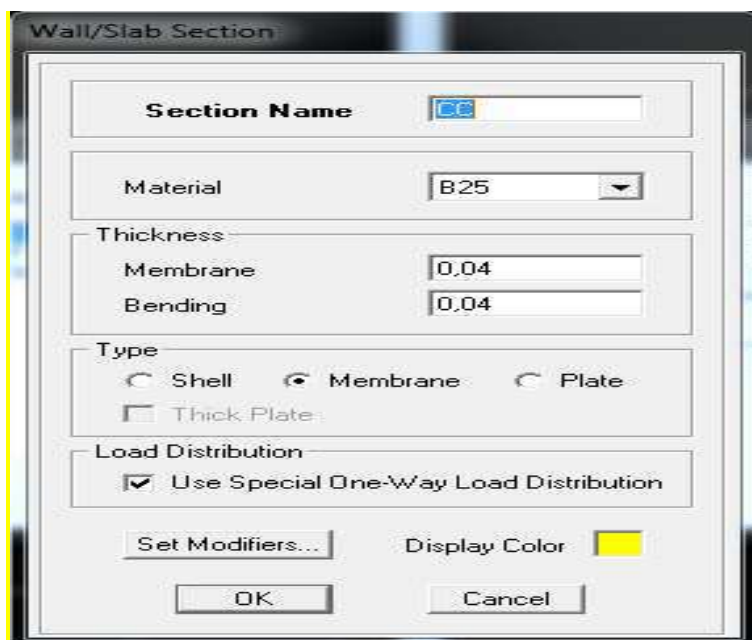 Wall/Slab Section
Section Name CC
Material B25
Thickness
Membrane 0,04
Bending 0,04
Type
Shell Membrane Plate
Thick Plate
Load Distribution
Use Special One-Way Load Distribution
Set Modifiers... Display Color
OK Cancel